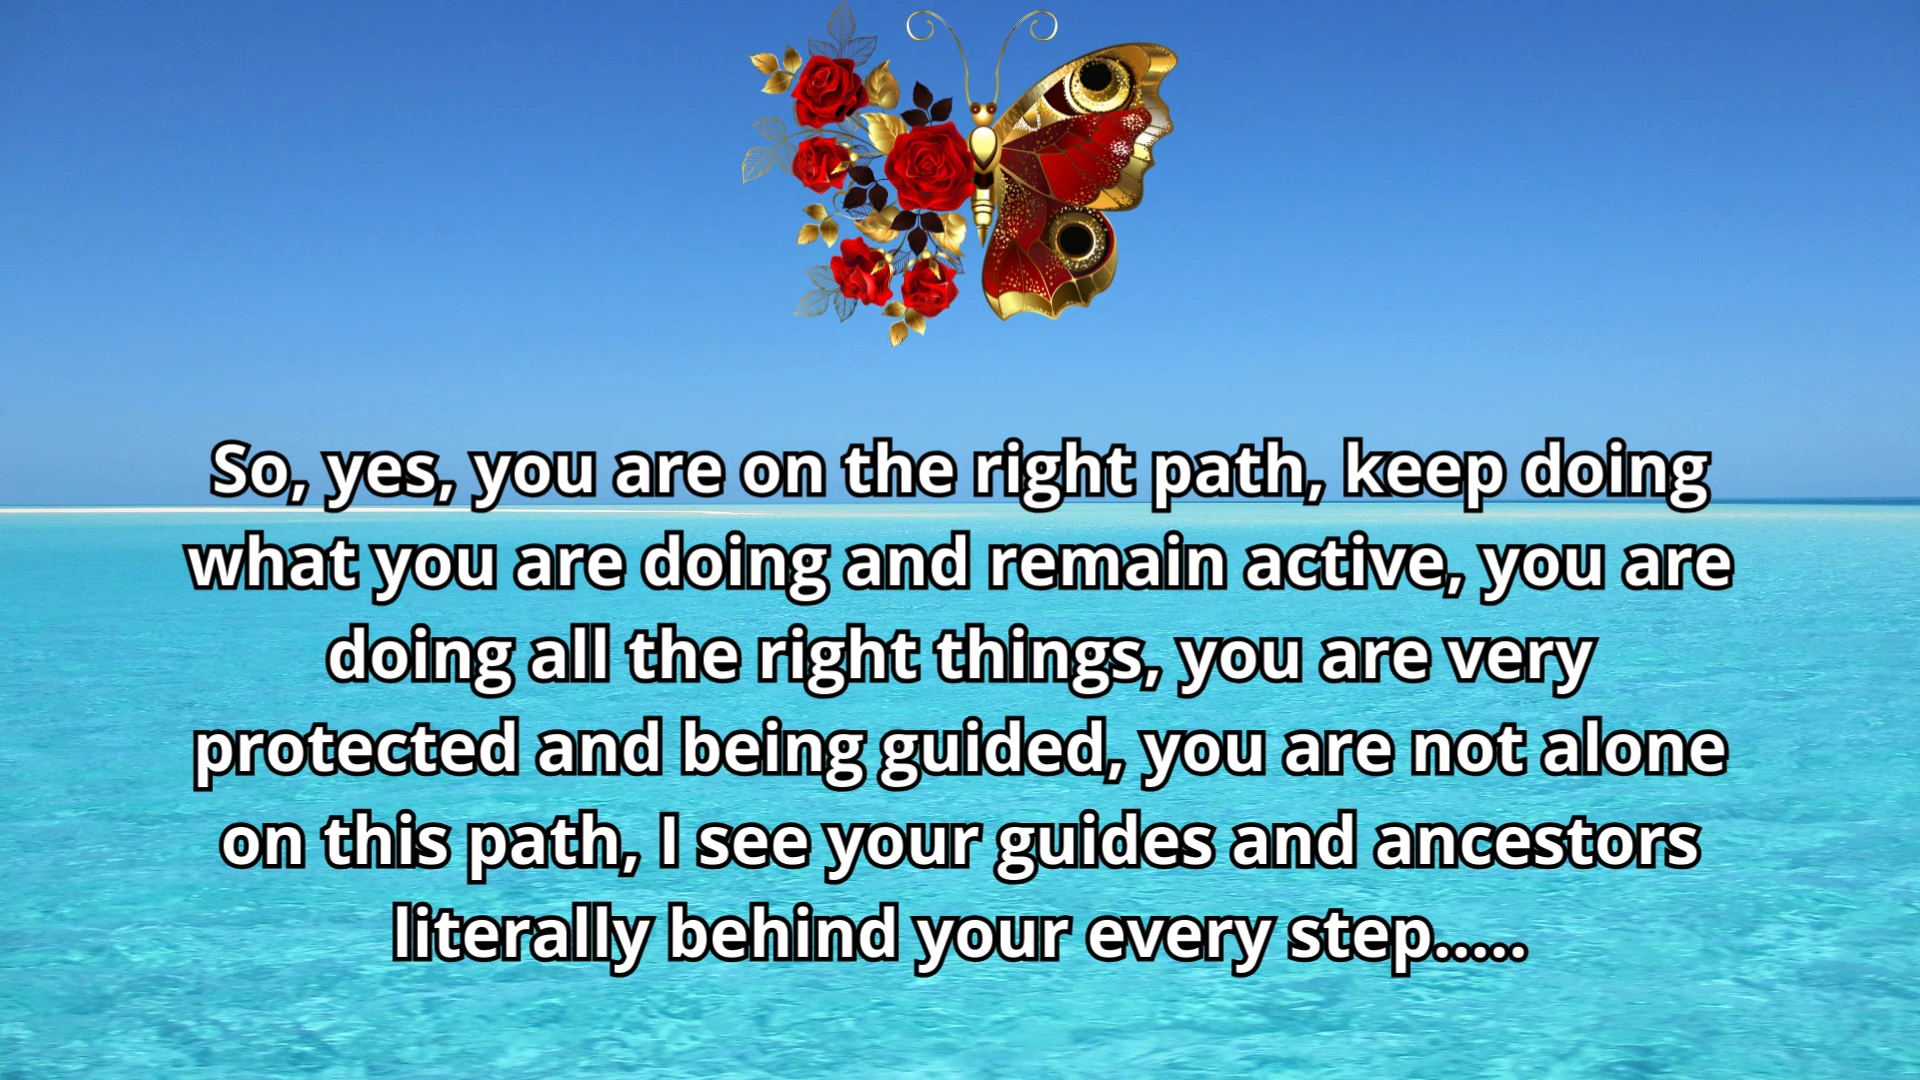 So, yes, you are on the right path, keep doing
what you are doing and remain active, you are
doing all the right things, you are very
protected and being guided, you are not alone
on this path, I see your guides and ancestors
literally behind your every step.....